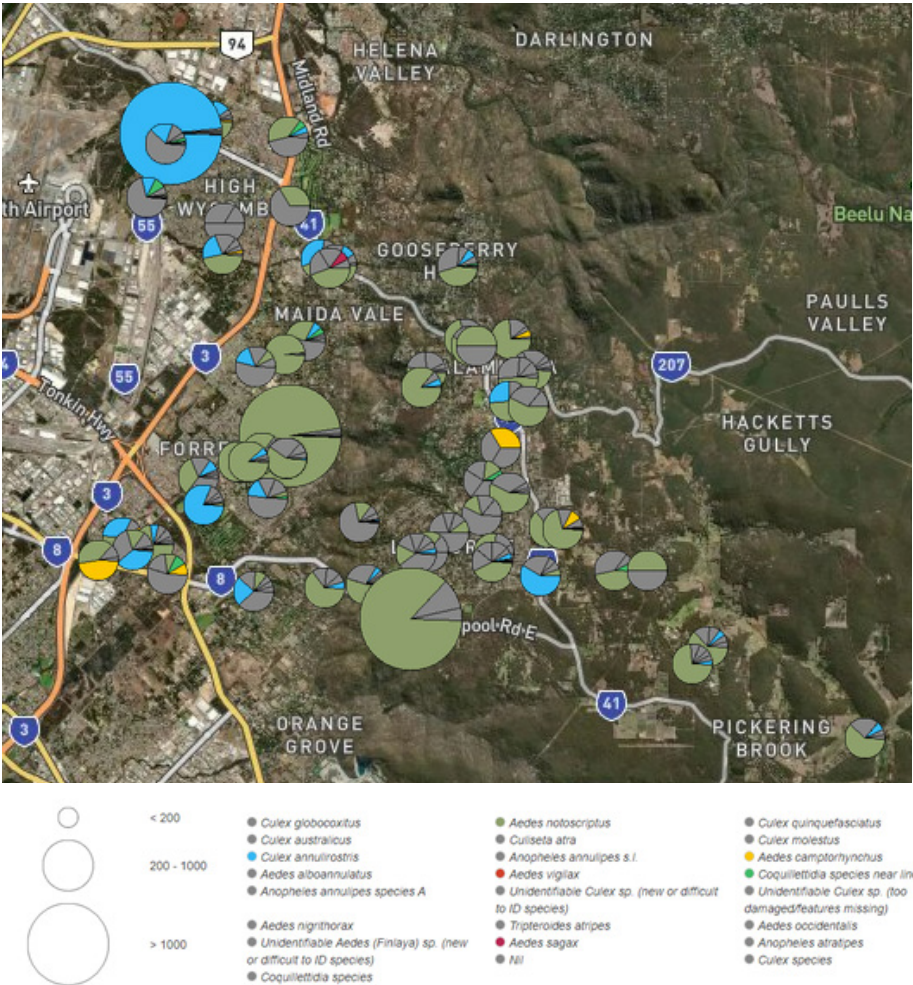 94
HELENA
VALLEY
DARLINGTON
Midland Rd
HIGH
WYCOMB
th Airport
55
41
Beelu Na
GOOSEBERRY
H
PAULLS
VALLEY
MAIDA VALE
4
3
55
207
ALAM
A
Tonkin Hwy
HACKETTS
GULLY
FORRE
3
8
L
R
8
pool Rd E
3
41
ORANGE
GROVE
PICKERING
BROOK
< 200
200 - 1000
> 1000
Culex globocoxitus
Culex australicus
Culex annulirostris
Aedes alboannulatus
Anopheles annulipes species A
Aedes nigrithorax
Unidentifiable Aedes (Finlaya) sp. (new
or difficult to ID species)
Coquillettidia species
Aedes notoscriptus
Culiseta atra
Anopheles annulipes s.l.
Aedes vigilax
Unidentifiable Culex sp. (new or difficult
to ID species)
Tripteroides atripes
Aedes sagax
Nil
Culex quinquefasciatus
Culex molestus
Aedes camptorhynchus
Coquillettidia species near line
Unidentifiable Culex sp. (too
damaged/features missing)
Aedes occidentalis
Anopheles atratipes
Culex species